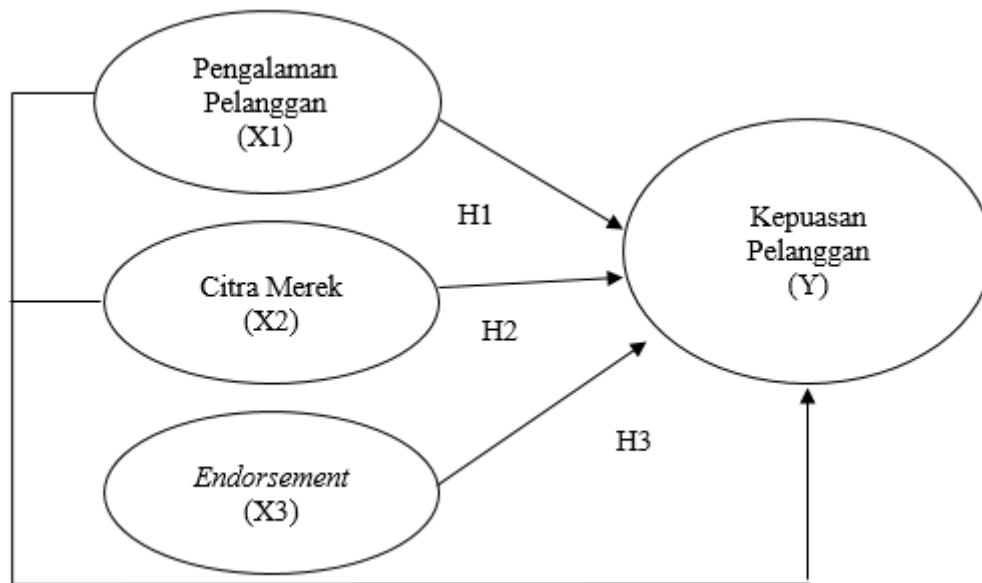 Pengalaman
Pelanggan
(X1)
H1
Citra Merek
(X2)
H2
Endorsement
(X3)
H3
Kepuasan
Pelanggan
(Y)